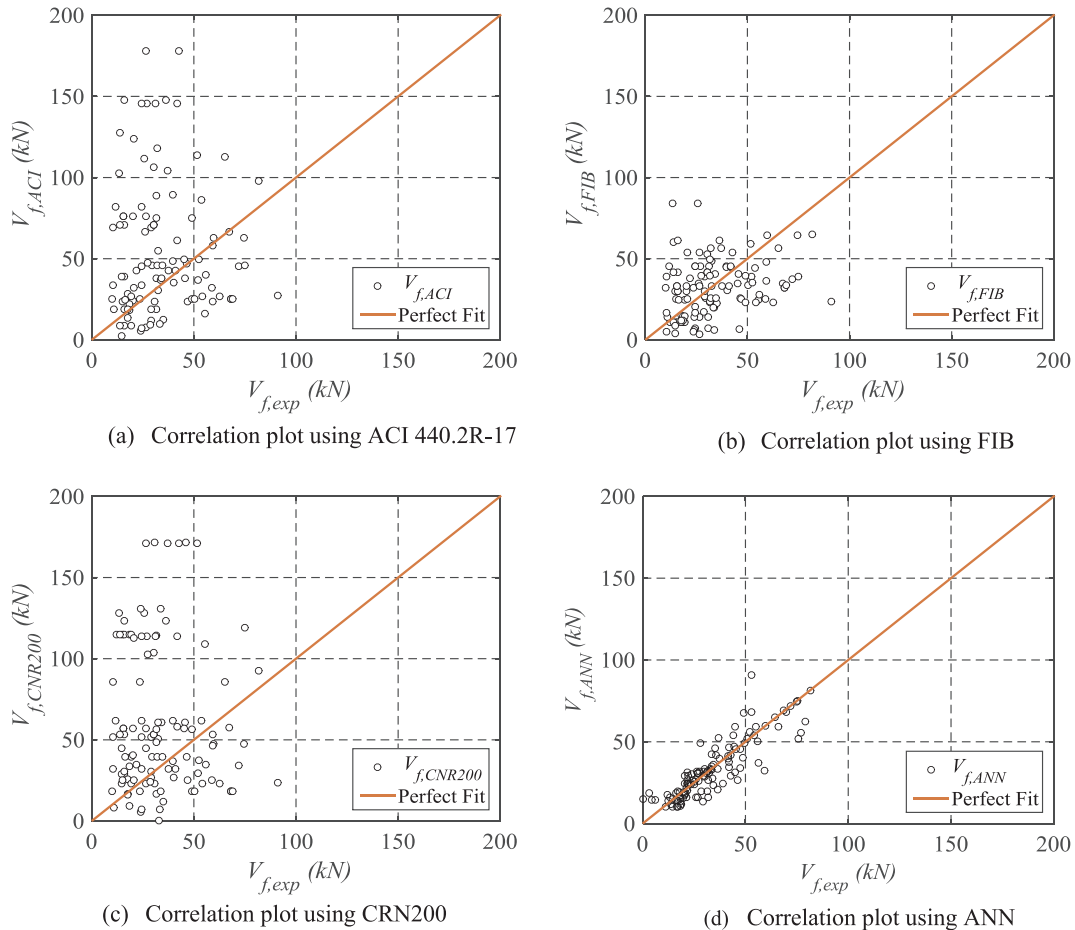 200
150
100
50
0
V_f,ACI (kN)
V_f,ACI
Perfect Fit
0 50 100 150 200
V_f,exp (kN)
(a) Correlation plot using ACI 440.2R-17
200
150
100
50
0
V_f,FIB (kN)
V_f,FIB
Perfect Fit
0 50 100 150 200
V_f,exp (kN)
(b) Correlation plot using FIB
200
150
100
50
0
V_f,CNR200 (kN)
V_f,CNR200
Perfect Fit
0 50 100 150 200
V_f,exp (kN)
(c) Correlation plot using CRN200
200
150
100
50
0
V_f,ANN (kN)
V_f,ANN
Perfect Fit
0 50 100 150 200
V_f,exp (kN)
(d) Correlation plot using ANN